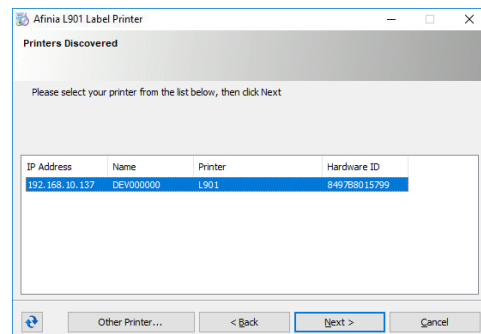 Afinia L901 Label Printer
Printers Discovered
Please select your printer from the list below, then click Next
IP Address Name Printer Hardware ID
192.168.10.137 DEV000000 L901 8497B8015799
Other Printer... < Back Next > Cancel